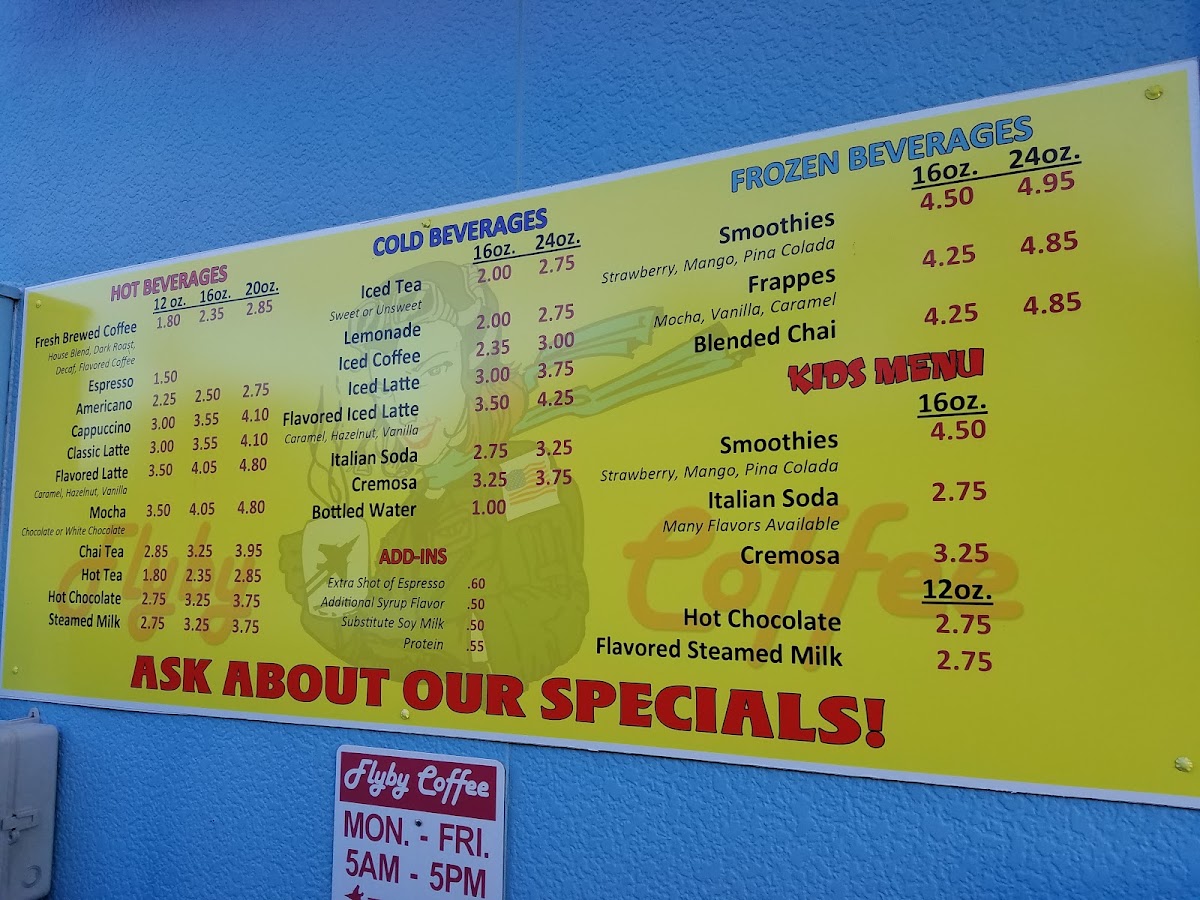 HOT BEVERAGES
12 oz. 16oz. 20oz.
Fresh Brewed Coffee 1.80 2.35 2.85
House Blend, Dark Roast,
Decaf, Flavored Coffee
Espresso 1.50
Americano 2.25 2.50 2.75
Cappuccino 3.00 3.55 4.10
Classic Latte 3.00 3.55 4.10
Flavored Latte 3.50 4.05 4.80
Caramel, Hazelnut, Vanilla
Mocha 3.50 4.05 4.80
Chocolate or White Chocolate
Chai Tea 2.85 3.25 3.95
Hot Tea 1.80 2.35 2.85
Hot Chocolate 2.75 3.25 3.75
Steamed Milk 2.75 3.25 3.75
COLD BEVERAGES
16oz. 24oz.
Iced Tea 2.00 2.75
Sweet or Unsweet
Lemonade 2.00 2.75
Iced Coffee 2.35 3.00
Iced Latte 3.00 3.75
Flavored Iced Latte 3.50 4.25
Caramel, Hazelnut, Vanilla
Italian Soda 2.75 3.25
Cremosa 3.25 3.75
Bottled Water 1.00
ADD-INS
Extra Shot of Espresso .60
Additional Syrup Flavor .50
Substitute Soy Milk .50
Protein .55
FROZEN BEVERAGES
16oz. 24oz.
Smoothies 4.50 4.95
Strawberry, Mango, Pina Colada
Frappes 4.25 4.85
Mocha, Vanilla, Caramel
Blended Chai 4.25 4.85
KIDS MENU
16oz.
Smoothies 4.50
Strawberry, Mango, Pina Colada
Italian Soda 2.75
Many Flavors Available
Cremosa 3.25
12oz.
Hot Chocolate 2.75
Flavored Steamed Milk 2.75
Flyby Coffee
ASK ABOUT OUR SPECIALS!
Flyby Coffee
MON. - FRI.
5AM - 5PM